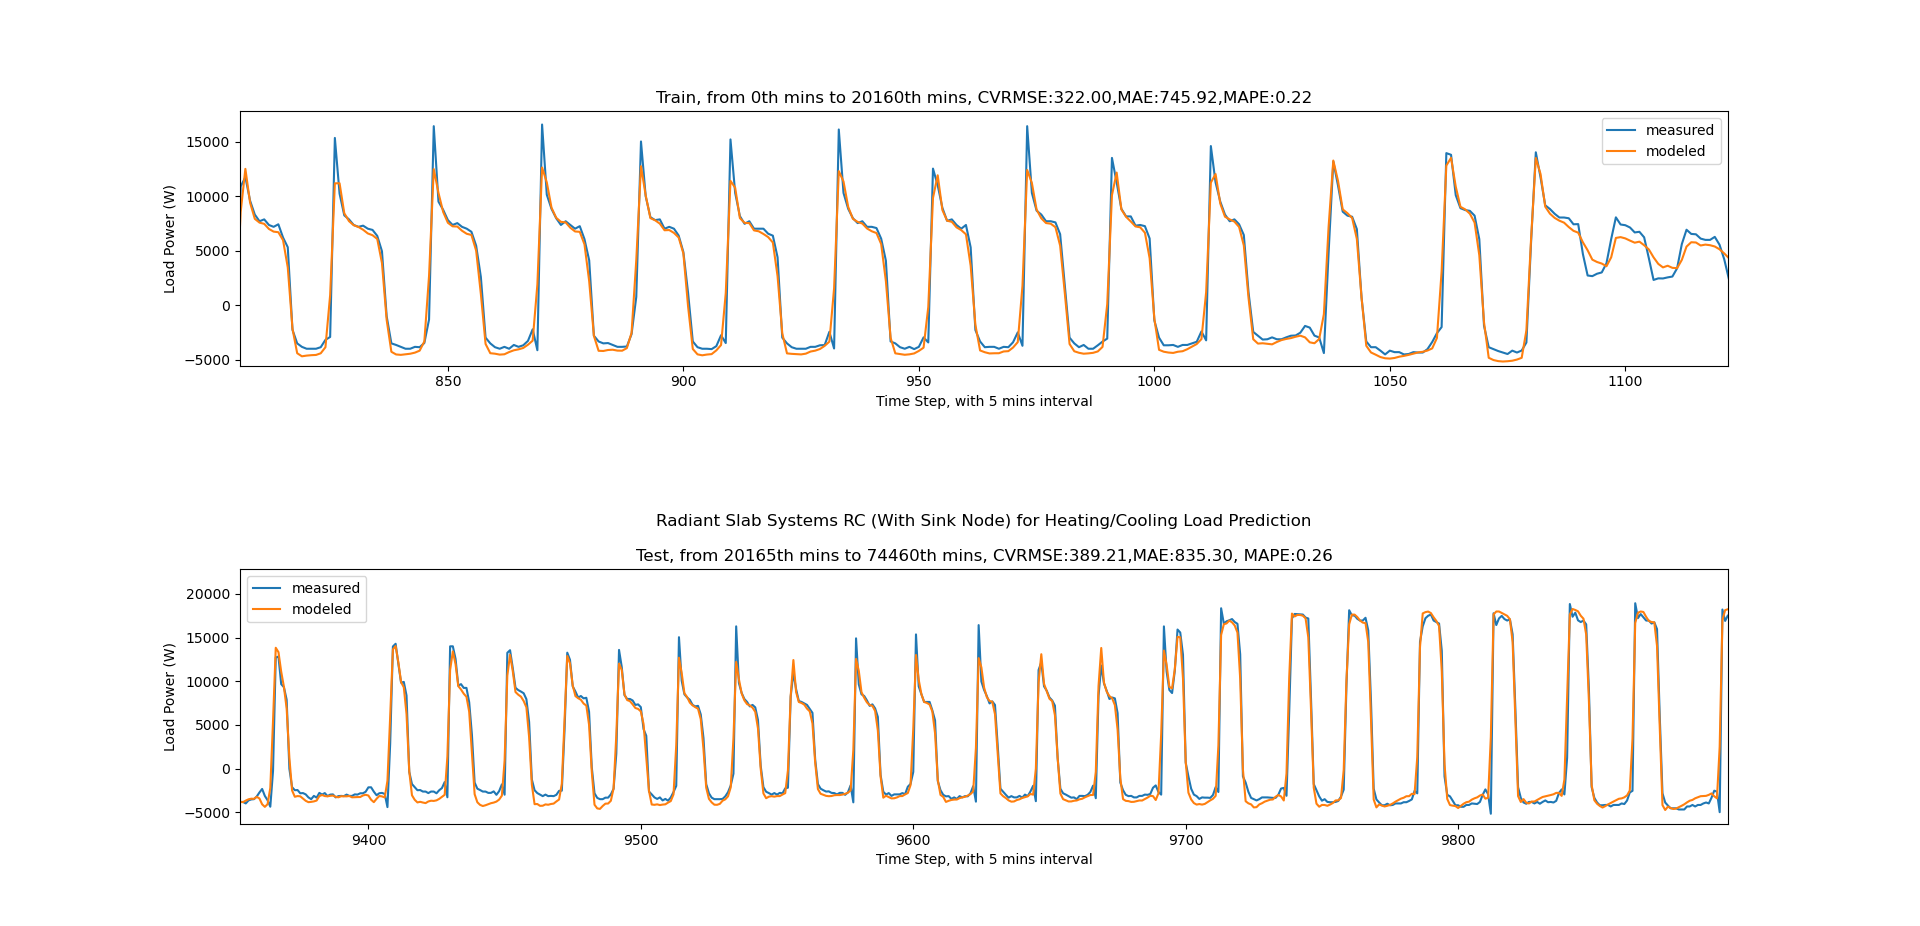 Train, from 0th mins to 20160th mins, CVRMSE:322.00,MAE:745.92,MAPE:0.22
measured
modeled
15000
10000
5000
0
−5000
Load Power (W)
850 900 950 1000 1050 1100
Time Step, with 5 mins interval
Radiant Slab Systems RC (With Sink Node) for Heating/Cooling Load Prediction
Test, from 20165th mins to 74460th mins, CVRMSE:389.21,MAE:835.30, MAPE:0.26
measured
modeled
20000
15000
10000
5000
0
−5000
Load Power (W)
9400 9500 9600 9700 9800
Time Step, with 5 mins interval